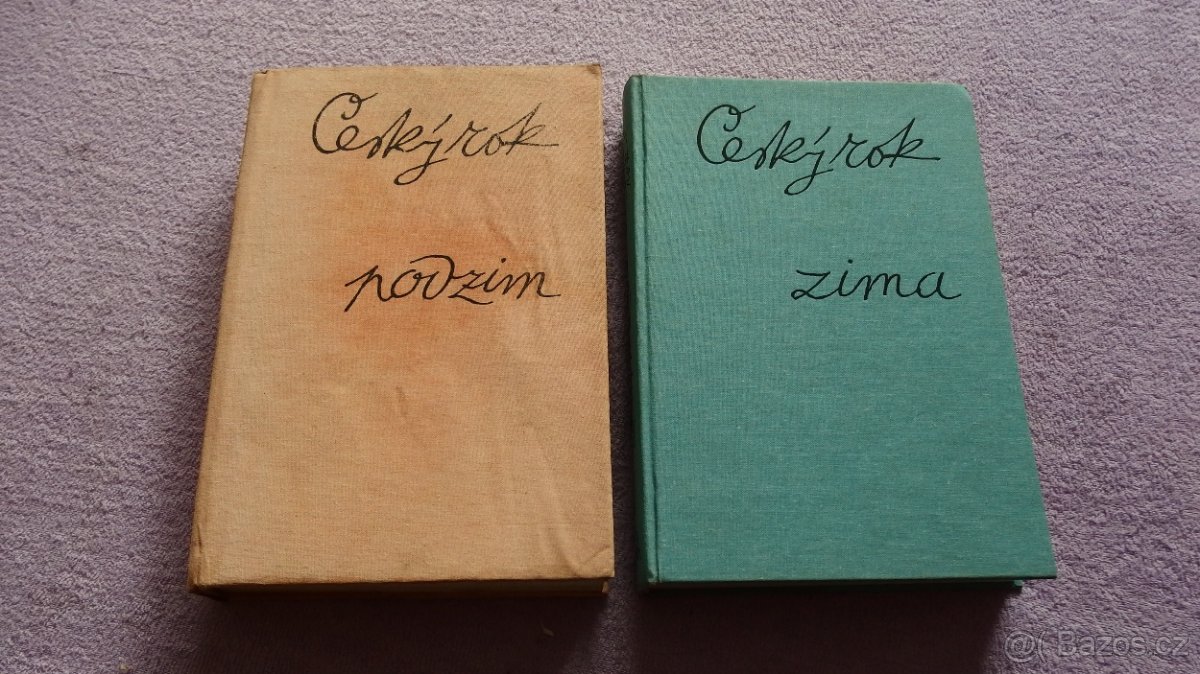 Český rok
podzim
Český rok
zima
© Bazos.cz